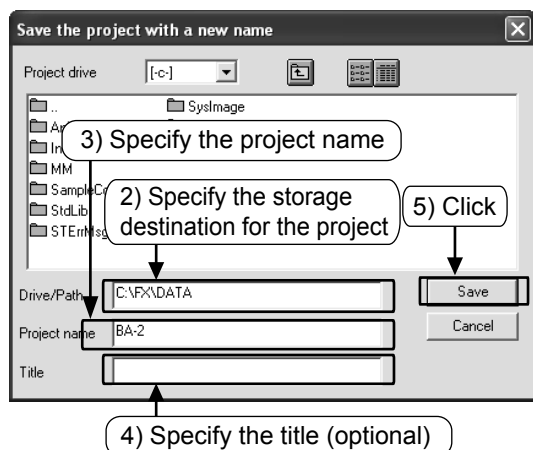 Save the project with a new name
Project drive [-c-]
.. SysImage
3) Specify the project name
MM
2) Specify the storage
destination for the project
5) Click
StdLib
Drive/Path C:\FX\DATA Save
Project name BA-2 Cancel
Title
4) Specify the title (optional)